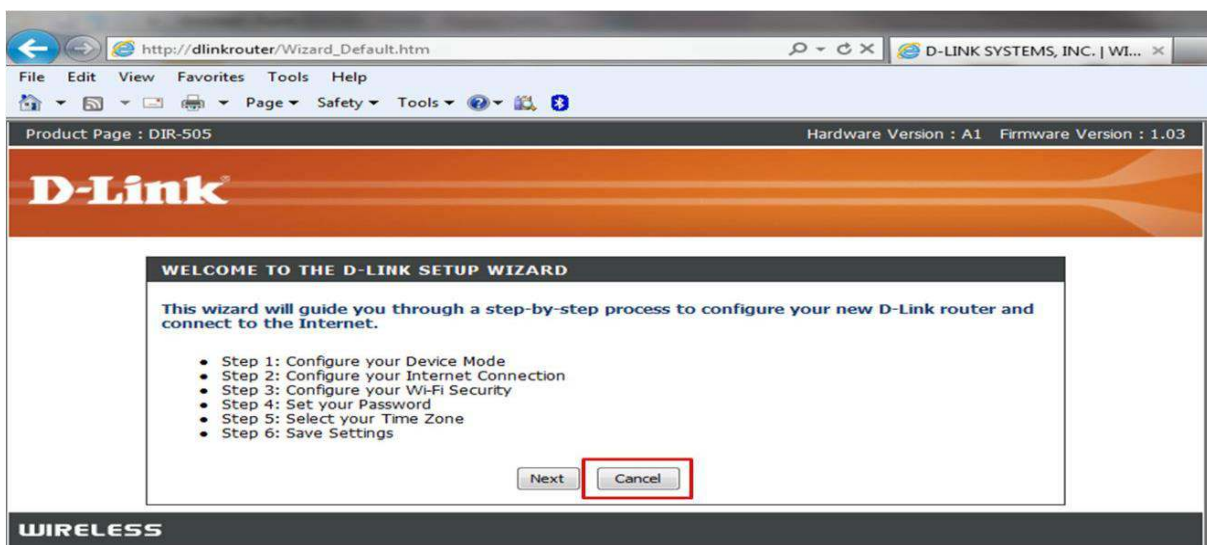 http://dlinkrouter/Wizard_Default.htm
D-LINK SYSTEMS, INC. | WI...
File Edit View Favorites Tools Help
Page Safety Tools
Product Page : DIR-505 Hardware Version : A1 Firmware Version : 1.03
D-Link
WELCOME TO THE D-LINK SETUP WIZARD
This wizard will guide you through a step-by-step process to configure your new D-Link router and
connect to the Internet.
Step 1: Configure your Device Mode
Step 2: Configure your Internet Connection
Step 3: Configure your Wi-Fi Security
Step 4: Set your Password
Step 5: Select your Time Zone
Step 6: Save Settings
Next Cancel
WIRELESS